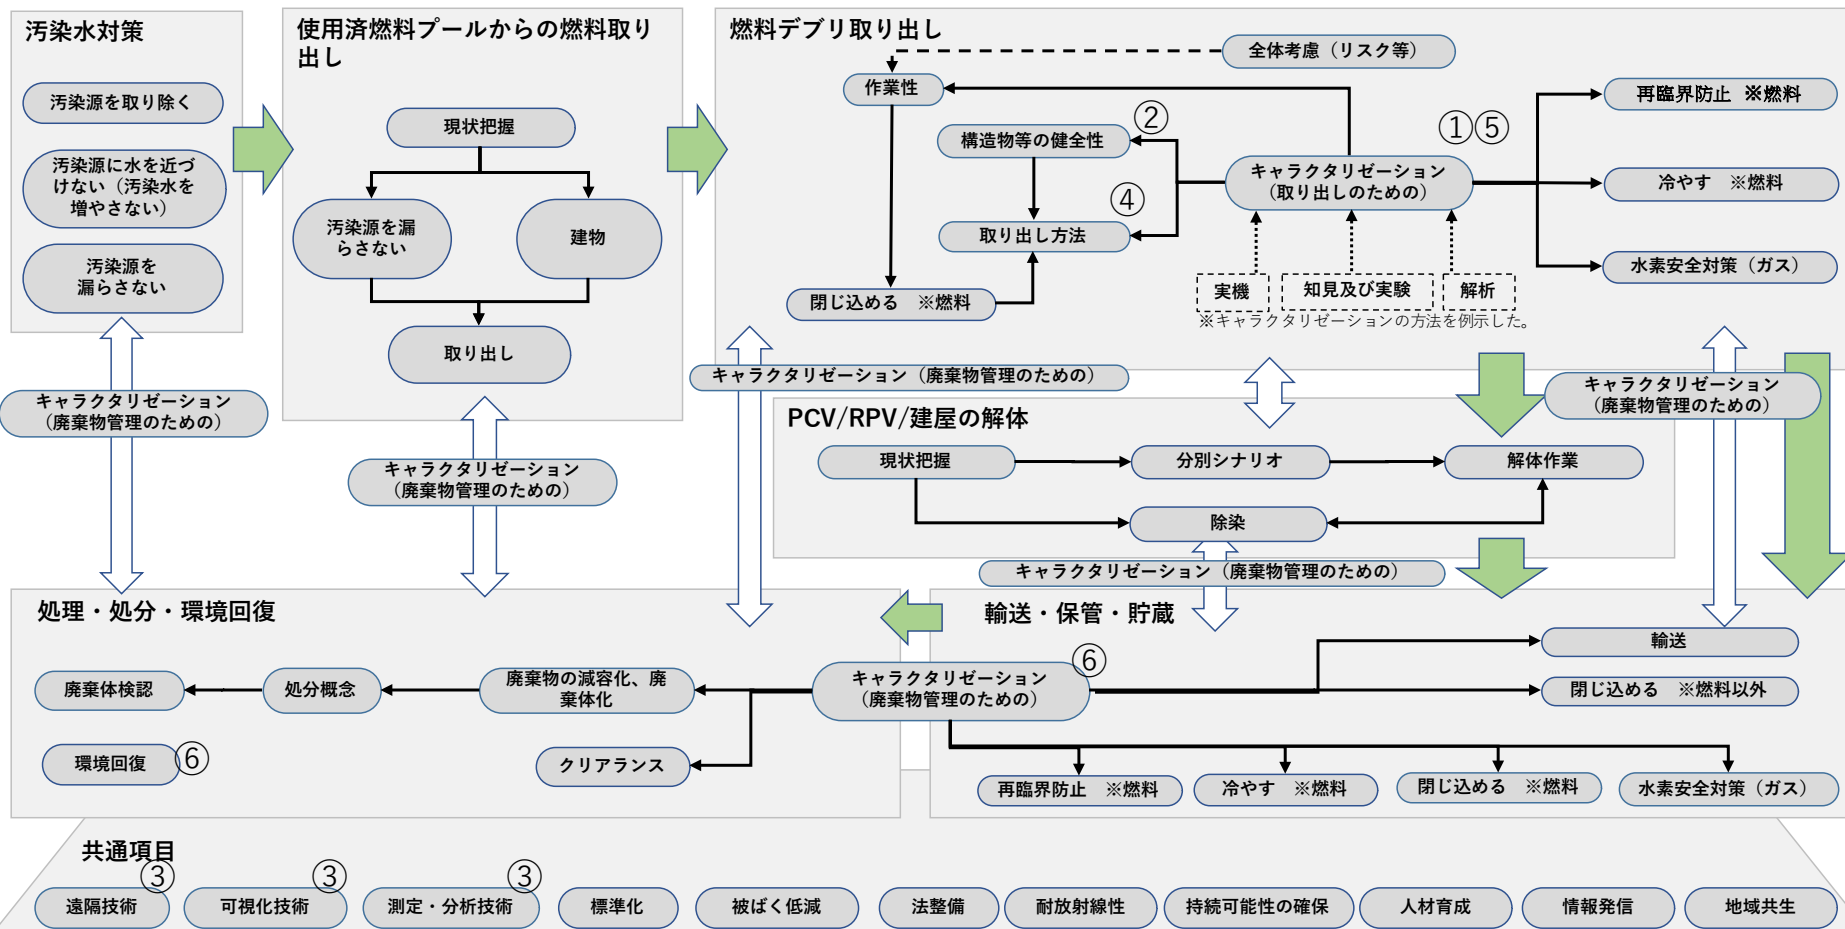 汚染水対策
汚染源を取り除く
汚染源に水を近づ
けない（汚染水を
増やさない）
汚染源を
漏らさない
使用済燃料プールからの燃料取り
出し
現状把握
汚染源を漏
らさない
建物
取り出し
燃料デブリ取り出し
全体考慮（リスク等）
作業性
構造物等の健全性
②
取り出し方法
④
閉じ込める　※燃料
①⑤
キャラクタリゼーション
（取り出しのための）
実機
知見及び実験
解析
※キャラクタリゼーションの方法を例示した。
再臨界防止　※燃料
冷やす　※燃料
水素安全対策（ガス）
キャラクタリゼーション
（廃棄物管理のための）
キャラクタリゼーション
（廃棄物管理のための）
キャラクタリゼーション（廃棄物管理のための）
キャラクタリゼーション
（廃棄物管理のための）
PCV/RPV/建屋の解体
現状把握
分別シナリオ
解体作業
除染
キャラクタリゼーション（廃棄物管理のための）
処理・処分・環境回復
廃棄体検認
処分概念
廃棄物の減容化、廃
棄体化
環境回復
⑥
クリアランス
輸送・保管・貯蔵
キャラクタリゼーション
（廃棄物管理のための）
⑥
輸送
閉じ込める　※燃料以外
再臨界防止　※燃料
冷やす　※燃料
閉じ込める　※燃料
水素安全対策（ガス）
共通項目
③
③
③
遠隔技術
可視化技術
測定・分析技術
標準化
被ばく低減
法整備
耐放射線性
持続可能性の確保
人材育成
情報発信
地域共生